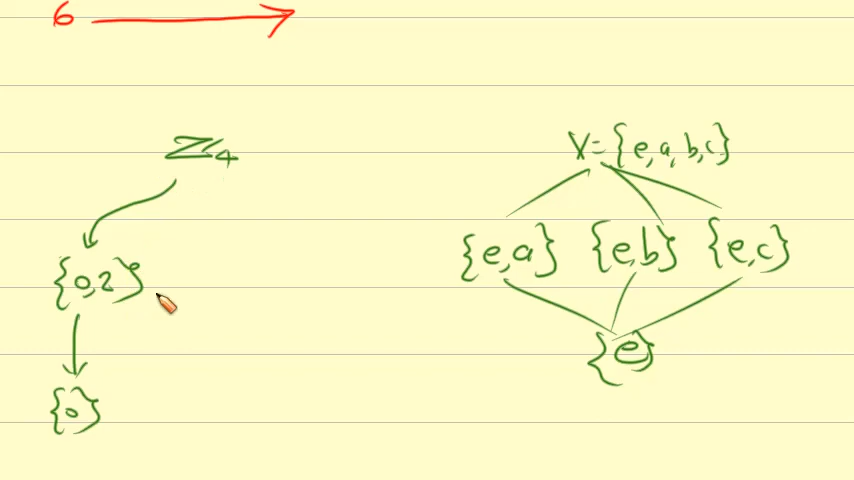 6
ℤ₄
V={e,a,b,c}
{0,2}
{e,a} {e,b} {e,c}
{0}
{e}